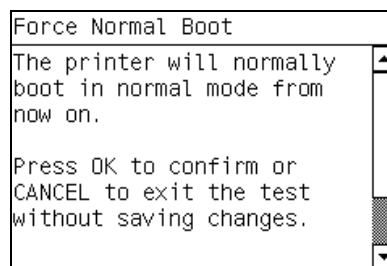 Force Normal Boot
The printer will normally
boot in normal mode from
now on.
Press OK to confirm or
CANCEL to exit the test
without saving changes.